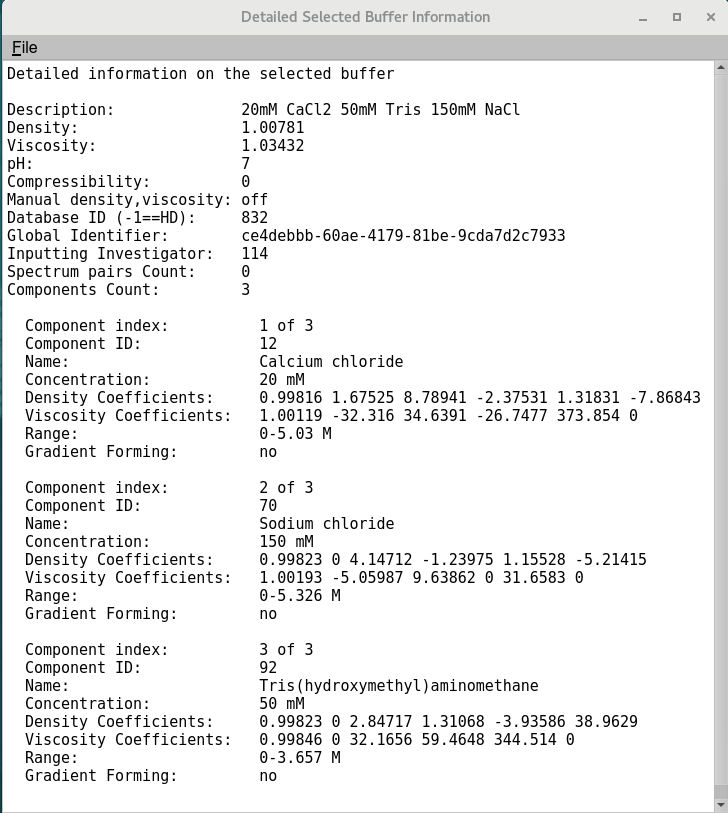 Detailed Selected Buffer Information
File
Detailed information on the selected buffer
Description: 20mM CaCl2 50mM Tris 150mM NaCl
Density: 1.00781
Viscosity: 1.03432
pH: 7
Compressibility: 0
Manual density,viscosity: off
Database ID (-1==HD): 832
Global Identifier: ce4debbb-60ae-4179-81be-9cda7d2c7933
Inputting Investigator: 114
Spectrum pairs Count: 0
Components Count: 3
Component index: 1 of 3
Component ID: 12
Name: Calcium chloride
Concentration: 20 mM
Density Coefficients: 0.99816 1.67525 8.78941 -2.37531 1.31831 -7.86843
Viscosity Coefficients: 1.00119 -32.316 34.6391 -26.7477 373.854 0
Range: 0-5.03 M
Gradient Forming: no
Component index: 2 of 3
Component ID: 70
Name: Sodium chloride
Concentration: 150 mM
Density Coefficients: 0.99823 0 4.14712 -1.23975 1.15528 -5.21415
Viscosity Coefficients: 1.00193 -5.05987 9.63862 0 31.6583 0
Range: 0-5.326 M
Gradient Forming: no
Component index: 3 of 3
Component ID: 92
Name: Tris(hydroxymethyl)aminomethane
Concentration: 50 mM
Density Coefficients: 0.99823 0 2.84717 1.31068 -3.93586 38.9629
Viscosity Coefficients: 0.99846 0 32.1656 59.4648 344.514 0
Range: 0-3.657 M
Gradient Forming: no